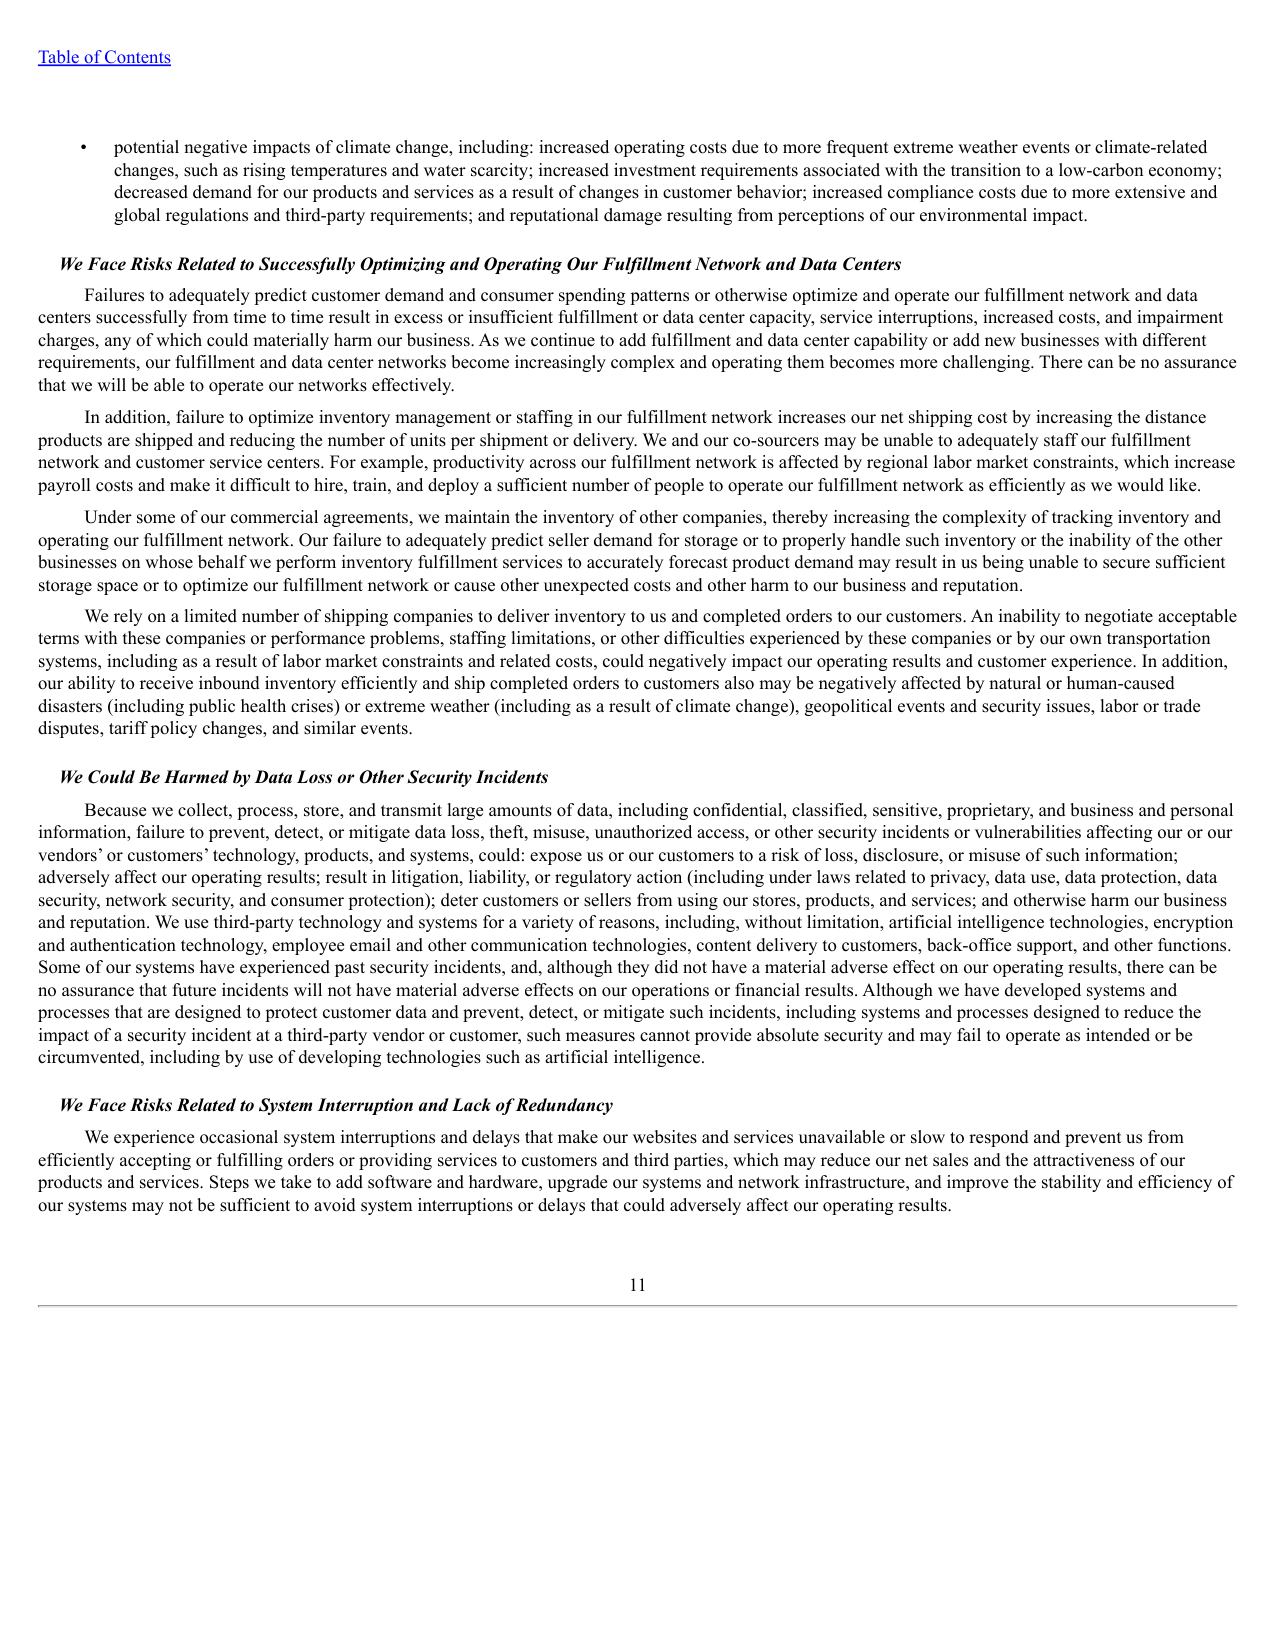 Table of Contents
• potential negative impacts of climate change, including: increased operating costs due to more frequent extreme weather events or climate-related
changes, such as rising temperatures and water scarcity; increased investment requirements associated with the transition to a low-carbon economy;
decreased demand for our products and services as a result of changes in customer behavior; increased compliance costs due to more extensive and
global regulations and third-party requirements; and reputational damage resulting from perceptions of our environmental impact.
We Face Risks Related to Successfully Optimizing and Operating Our Fulfillment Network and Data Centers
Failures to adequately predict customer demand and consumer spending patterns or otherwise optimize and operate our fulfillment network and data
centers successfully from time to time result in excess or insufficient fulfillment or data center capacity, service interruptions, increased costs, and impairment
charges, any of which could materially harm our business. As we continue to add fulfillment and data center capability or add new businesses with different
requirements, our fulfillment and data center networks become increasingly complex and operating them becomes more challenging. There can be no assurance
that we will be able to operate our networks effectively.
In addition, failure to optimize inventory management or staffing in our fulfillment network increases our net shipping cost by increasing the distance
products are shipped and reducing the number of units per shipment or delivery. We and our co-sourcers may be unable to adequately staff our fulfillment
network and customer service centers. For example, productivity across our fulfillment network is affected by regional labor market constraints, which increase
payroll costs and make it difficult to hire, train, and deploy a sufficient number of people to operate our fulfillment network as efficiently as we would like.
Under some of our commercial agreements, we maintain the inventory of other companies, thereby increasing the complexity of tracking inventory and
operating our fulfillment network. Our failure to adequately predict seller demand for storage or to properly handle such inventory or the inability of the other
businesses on whose behalf we perform inventory fulfillment services to accurately forecast product demand may result in us being unable to secure sufficient
storage space or to optimize our fulfillment network or cause other unexpected costs and other harm to our business and reputation.
We rely on a limited number of shipping companies to deliver inventory to us and completed orders to our customers. An inability to negotiate acceptable
terms with these companies or performance problems, staffing limitations, or other difficulties experienced by these companies or by our own transportation
systems, including as a result of labor market constraints and related costs, could negatively impact our operating results and customer experience. In addition,
our ability to receive inbound inventory efficiently and ship completed orders to customers also may be negatively affected by natural or human-caused
disasters (including public health crises) or extreme weather (including as a result of climate change), geopolitical events and security issues, labor or trade
disputes, tariff policy changes, and similar events.
We Could Be Harmed by Data Loss or Other Security Incidents
Because we collect, process, store, and transmit large amounts of data, including confidential, classified, sensitive, proprietary, and business and personal
information, failure to prevent, detect, or mitigate data loss, theft, misuse, unauthorized access, or other security incidents or vulnerabilities affecting our or our
vendors’ or customers’ technology, products, and systems, could: expose us or our customers to a risk of loss, disclosure, or misuse of such information;
adversely affect our operating results; result in litigation, liability, or regulatory action (including under laws related to privacy, data use, data protection, data
security, network security, and consumer protection); deter customers or sellers from using our stores, products, and services; and otherwise harm our business
and reputation. We use third-party technology and systems for a variety of reasons, including, without limitation, artificial intelligence technologies, encryption
and authentication technology, employee email and other communication technologies, content delivery to customers, back-office support, and other functions.
Some of our systems have experienced past security incidents, and, although they did not have a material adverse effect on our operating results, there can be
no assurance that future incidents will not have material adverse effects on our operations or financial results. Although we have developed systems and
processes that are designed to protect customer data and prevent, detect, or mitigate such incidents, including systems and processes designed to reduce the
impact of a security incident at a third-party vendor or customer, such measures cannot provide absolute security and may fail to operate as intended or be
circumvented, including by use of developing technologies such as artificial intelligence.
We Face Risks Related to System Interruption and Lack of Redundancy
We experience occasional system interruptions and delays that make our websites and services unavailable or slow to respond and prevent us from
efficiently accepting or fulfilling orders or providing services to customers and third parties, which may reduce our net sales and the attractiveness of our
products and services. Steps we take to add software and hardware, upgrade our systems and network infrastructure, and improve the stability and efficiency of
our systems may not be sufficient to avoid system interruptions or delays that could adversely affect our operating results.
11